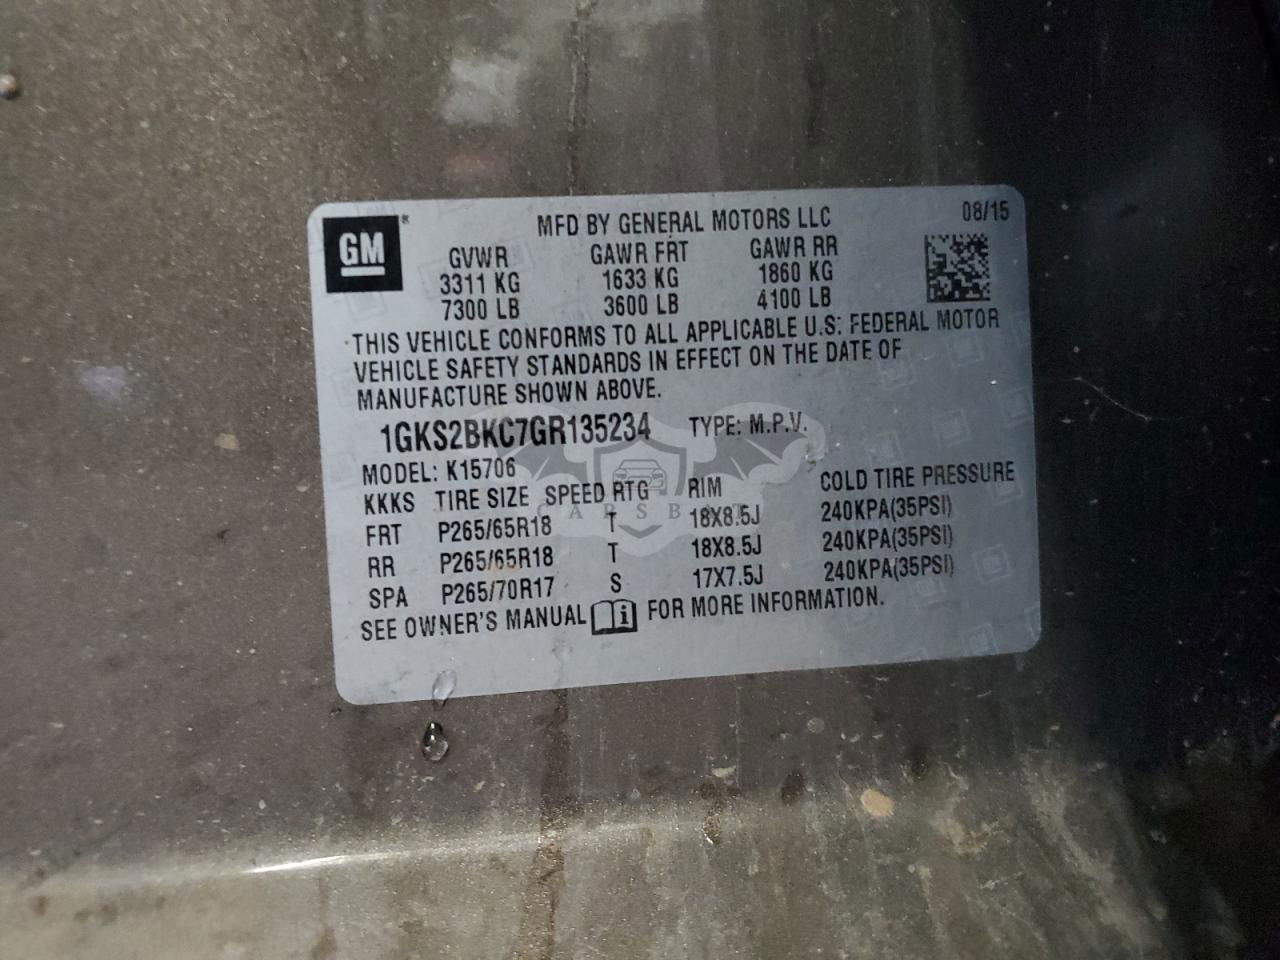 GM ® MFD BY GENERAL MOTORS LLC 08/15
GVWR GAWR FRT GAWR RR
3311 KG 1633 KG 1860 KG
7300 LB 3600 LB 4100 LB
THIS VEHICLE CONFORMS TO ALL APPLICABLE U.S. FEDERAL MOTOR
VEHICLE SAFETY STANDARDS IN EFFECT ON THE DATE OF
MANUFACTURE SHOWN ABOVE.
1GKS2BKC7GR135234 TYPE: M.P.V.
MODEL: K15706
KKKS TIRE SIZE SPEED RTG RIM COLD TIRE PRESSURE
FRT P265/65R18 T 18X8.5J 240KPA(35PSI)
RR P265/65R18 T 18X8.5J 240KPA(35PSI)
SPA P265/70R17 S 17X7.5J 240KPA(35PSI)
SEE OWNER'S MANUAL i FOR MORE INFORMATION.
CARSBAT